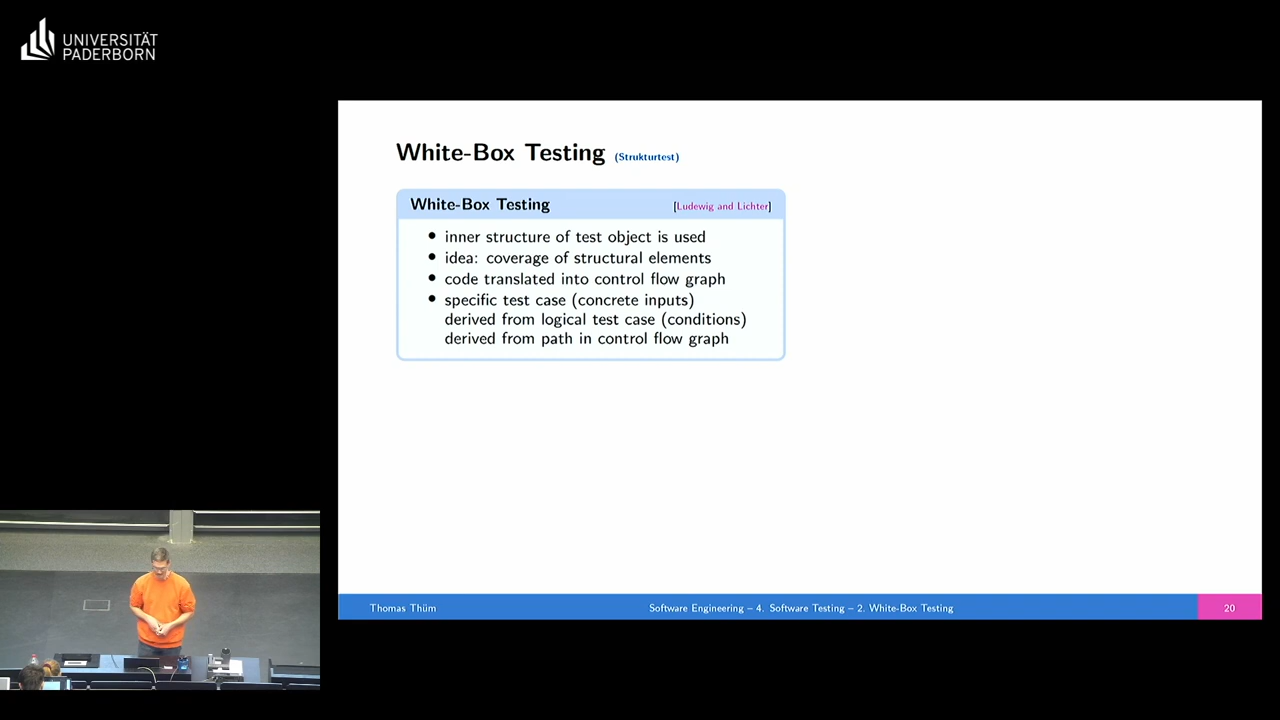 UNIVERSITÄT
PADERBORN
White-Box Testing (Strukturtest)
White-Box Testing [Ludewig and Lichter]
• inner structure of test object is used
• idea: coverage of structural elements
• code translated into control flow graph
• specific test case (concrete inputs)
derived from logical test case (conditions)
derived from path in control flow graph
Thomas Thüm Software Engineering – 4. Software Testing – 2. White-Box Testing 20